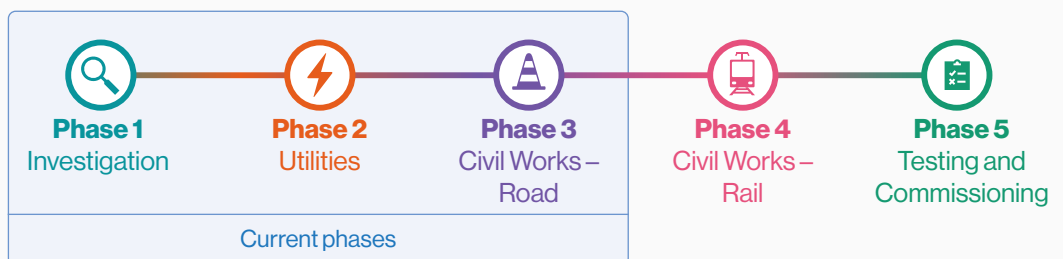 Phase 1
Investigation
Phase 2
Utilities
Phase 3
Civil Works –
Road
Phase 4
Civil Works –
Rail
Phase 5
Testing and
Commissioning
Current phases